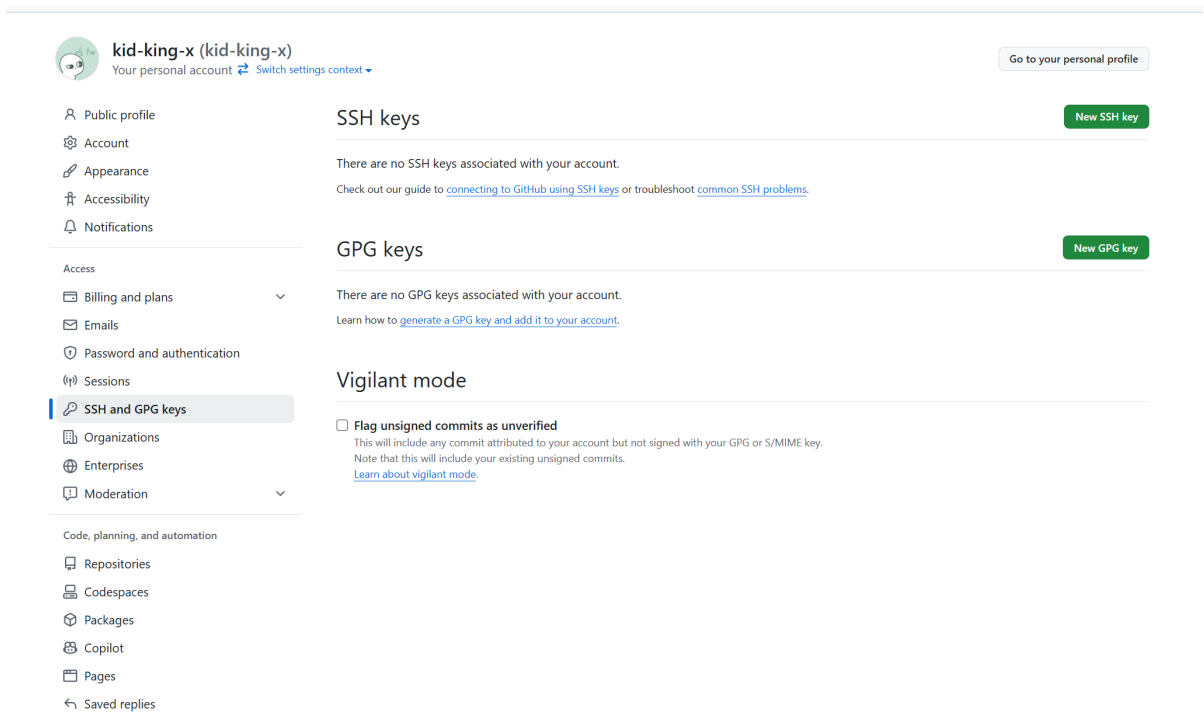 kid-king-x (kid-king-x)
Your personal account Switch settings context
Go to your personal profile
Public profile
Account
Appearance
Accessibility
Notifications
Access
Billing and plans
Emails
Password and authentication
Sessions
SSH and GPG keys
Organizations
Enterprises
Moderation
Code, planning, and automation
Repositories
Codespaces
Packages
Copilot
Pages
Saved replies
SSH keys
New SSH key
There are no SSH keys associated with your account.
Check out our guide to connecting to GitHub using SSH keys or troubleshoot common SSH problems.
GPG keys
New GPG key
There are no GPG keys associated with your account.
Learn how to generate a GPG key and add it to your account.
Vigilant mode
Flag unsigned commits as unverified
This will include any commit attributed to your account but not signed with your GPG or S/MIME key.
Note that this will include your existing unsigned commits.
Learn about vigilant mode.